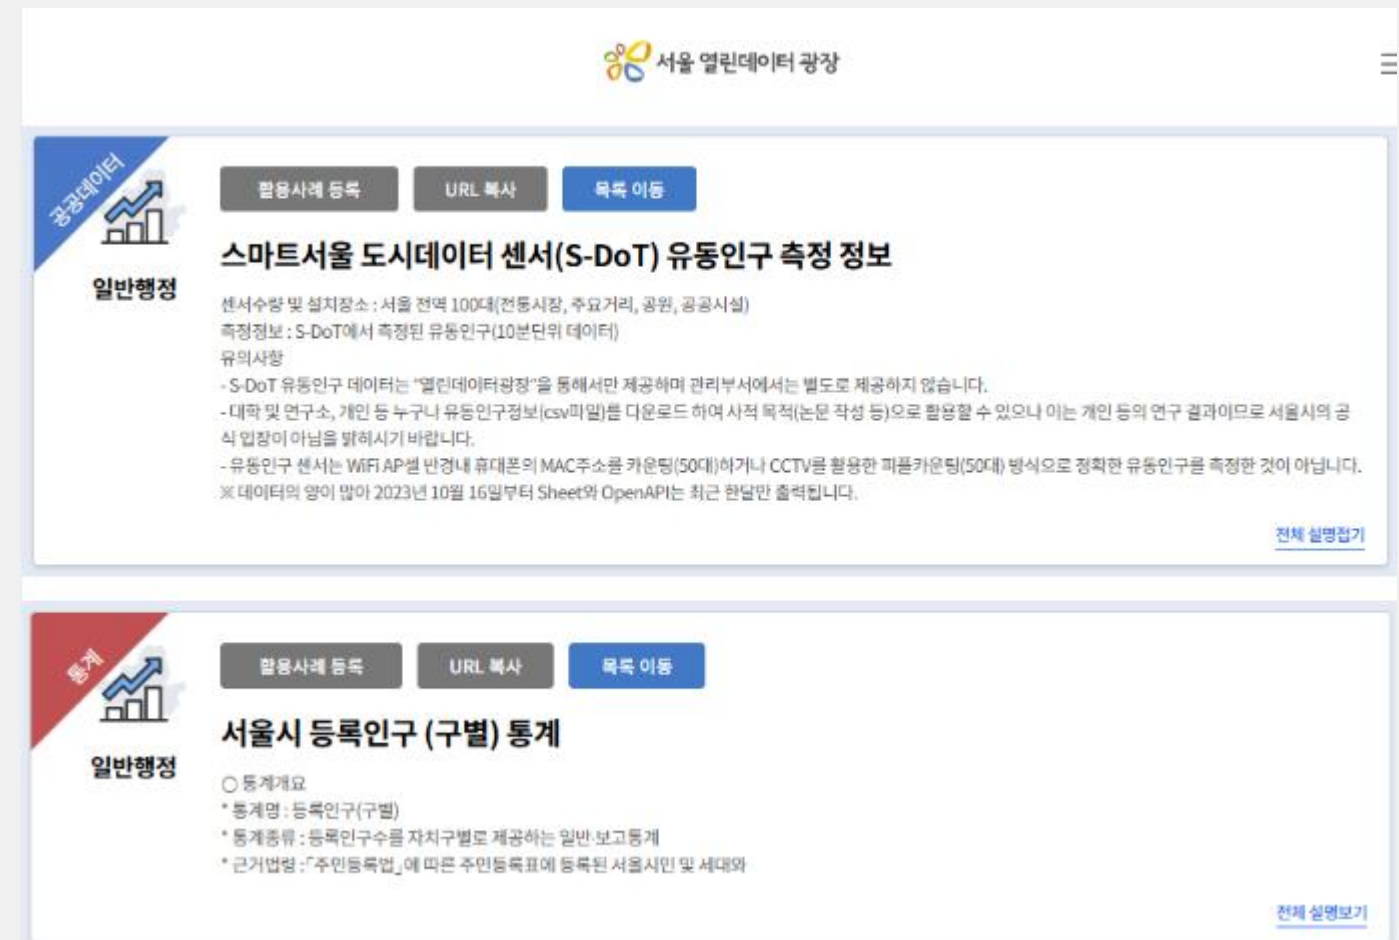 서울 열린데이터 광장
공공데이터
일반행정
활용사례 등록
URL 복사
목록 이동
스마트서울 도시데이터 센서(S-DoT) 유동인구 측정 정보
센서수량 및 설치장소 : 서울 전역 100대(전통시장, 주요거리, 공원, 공공시설)
측정정보 : S-DoT에서 측정된 유동인구(10분단위 데이터)
유의사항
- S-DoT 유동인구 데이터는 "열린데이터광장"을 통해서만 제공하며 관리부서에서는 별도로 제공하지 않습니다.
- 대학 및 연구소, 개인 등 누구나 유동인구정보(csv파일)를 다운로드 하여 사적 목적(논문 작성 등)으로 활용할 수 있으나 이는 개인 등의 연구 결과이므로 서울시의 공
식 입장이 아님을 밝히시기 바랍니다.
- 유동인구 센서는 WiFi AP셀 반경내 휴대폰의 MAC주소를 카운팅(50대)하거나 CCTV를 활용한 피플카운팅(50대) 방식으로 정확한 유동인구를 측정한 것이 아닙니다.
※ 데이터의 양이 많아 2023년 10월 16일부터 Sheet와 OpenAPI는 최근 한달만 출력됩니다.
전체 설명접기
통계
일반행정
활용사례 등록
URL 복사
목록 이동
서울시 등록인구 (구별) 통계
○ 통계개요
* 통계명 : 등록인구(구별)
* 통계종류 : 등록인구수를 자치구별로 제공하는 일반·보고통계
* 근거법령 :「주민등록법」에 따른 주민등록표에 등록된 서울시민 및 세대와
전체 설명보기